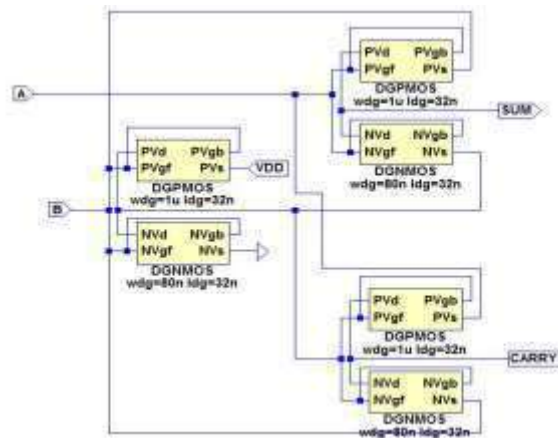 PVd PVgb
PVgf PVs
DGPMOS
wdg=1u ldg=32n
A
SUM
NVd NVgb
NVgf NVs
DGNMOS
wdg=80n ldg=32n
PVd PVgb
PVgf PVs
VDD
DGPMOS
wdg=1u ldg=32n
B
NVd NVgb
NVgf NVs
DGNMOS
wdg=80n ldg=32n
PVd PVgb
PVgf PVs
DGPMOS
wdg=1u ldg=32n
CARRY
NVd NVgb
NVgf NVs
DGNMOS
wdg=80n ldg=32n